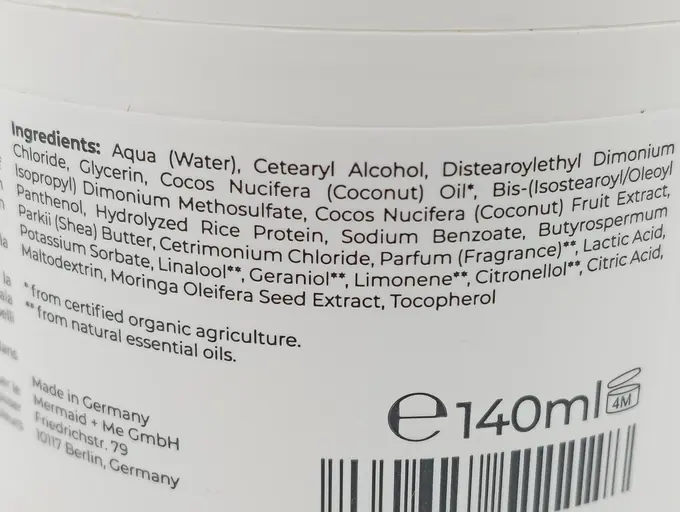 Ingredients: Aqua (Water), Cetearyl Alcohol, Distearoylethyl Dimonium
Chloride, Glycerin, Cocos Nucifera (Coconut) Oil*, Bis-(Isostearoyl/Oleoyl
Isopropyl) Dimonium Methosulfate, Cocos Nucifera (Coconut) Fruit Extract,
Panthenol, Hydrolyzed Rice Protein, Sodium Benzoate, Butyrospermum
Parkii (Shea) Butter, Cetrimonium Chloride, Parfum (Fragrance)**, Lactic Acid,
Potassium Sorbate, Linalool**, Geraniol**, Limonene**, Citronellol**, Citric Acid,
Maltodextrin, Moringa Oleifera Seed Extract, Tocopherol
*from certified organic agriculture.
**from natural essential oils.
Made in Germany
Mermaid + Me GmbH
Friedrichstr. 79
10117 Berlin, Germany
e 140ml 4M